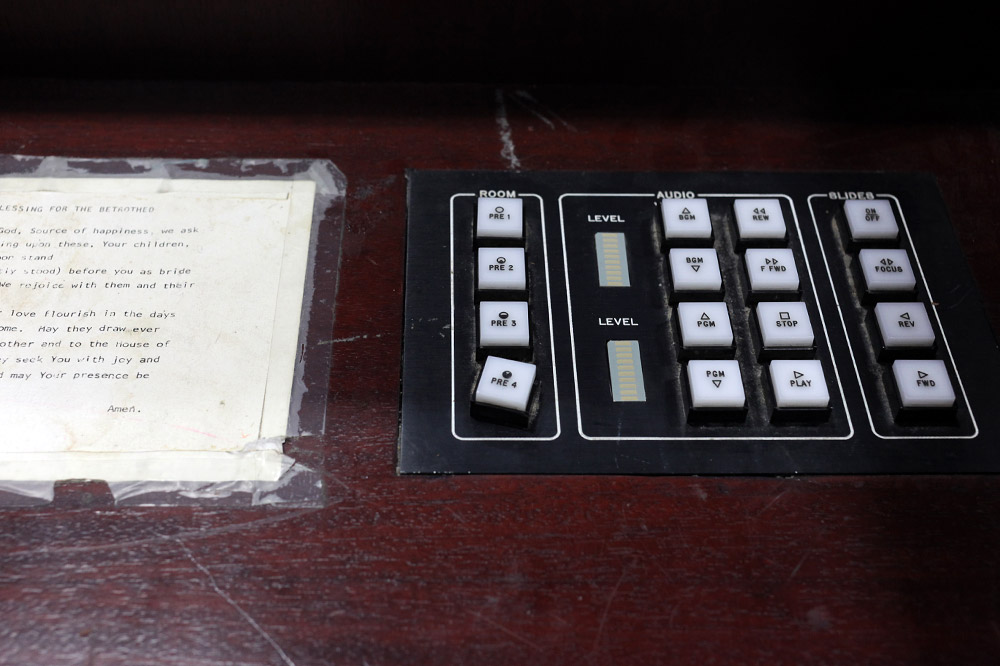 LESSING FOR THE BETROTHED
God, Source of happiness, we ask
ing upon these, Your children,
oor stand
tly stood) before you as bride
We rejoice with them and their
love flourish in the days
ome. May they draw ever
other and to the House of
y seek You with joy and
d may Your presence be
Amen.
ROOM
PRE 1
PRE 2
PRE 3
PRE 4
AUDIO
LEVEL
LEVEL
BGM
BGM
PGM
PGM
REW
F FWD
STOP
PLAY
SLIDES
ON
OFF
FOCUS
REV
FWD